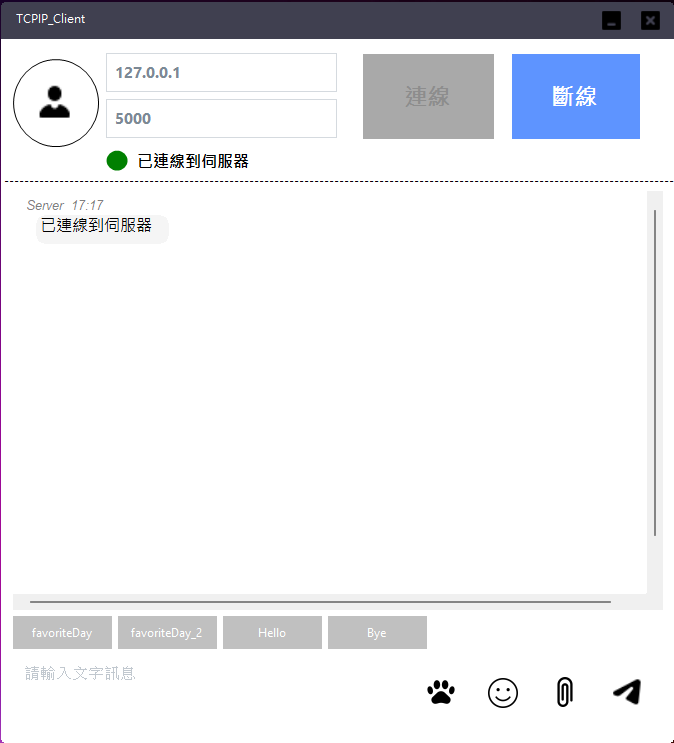 TCPIP_Client
127.0.0.1
連線
斷線
5000
已連線到伺服器
Server 17:17
已連線到伺服器
favoriteDay
favoriteDay_2
Hello
Bye
請輸入文字訊息